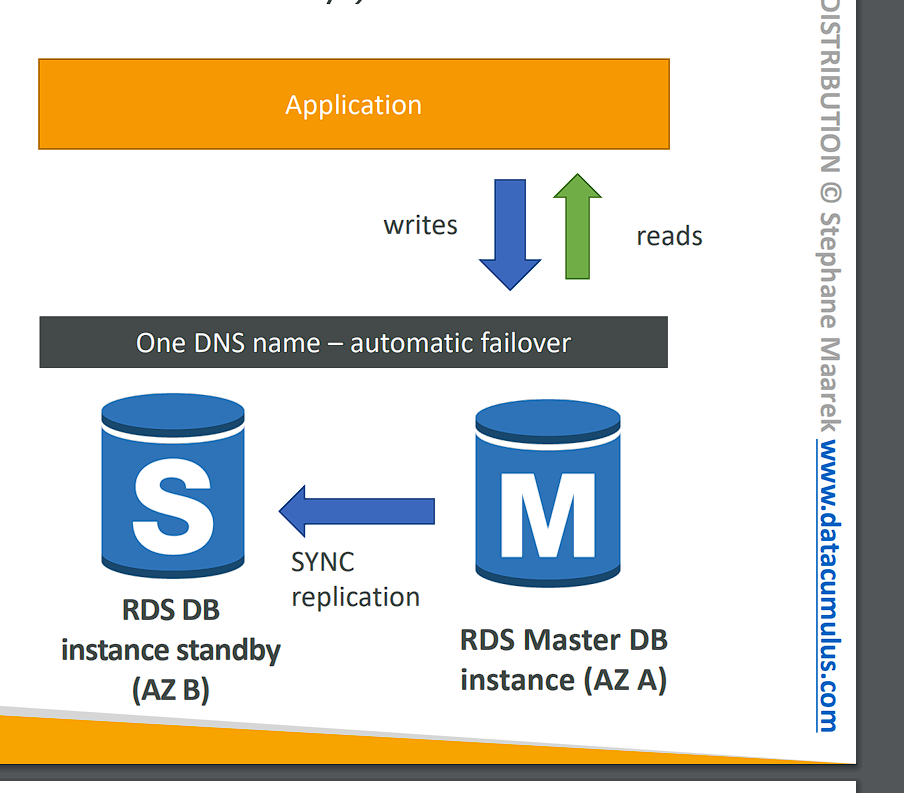 Application
writes
reads
One DNS name – automatic failover
S
M
SYNC
replication
RDS DB
instance standby
(AZ B)
RDS Master DB
instance (AZ A)
DISTRIBUTION © Stephane Maarek www.datacumulus.com